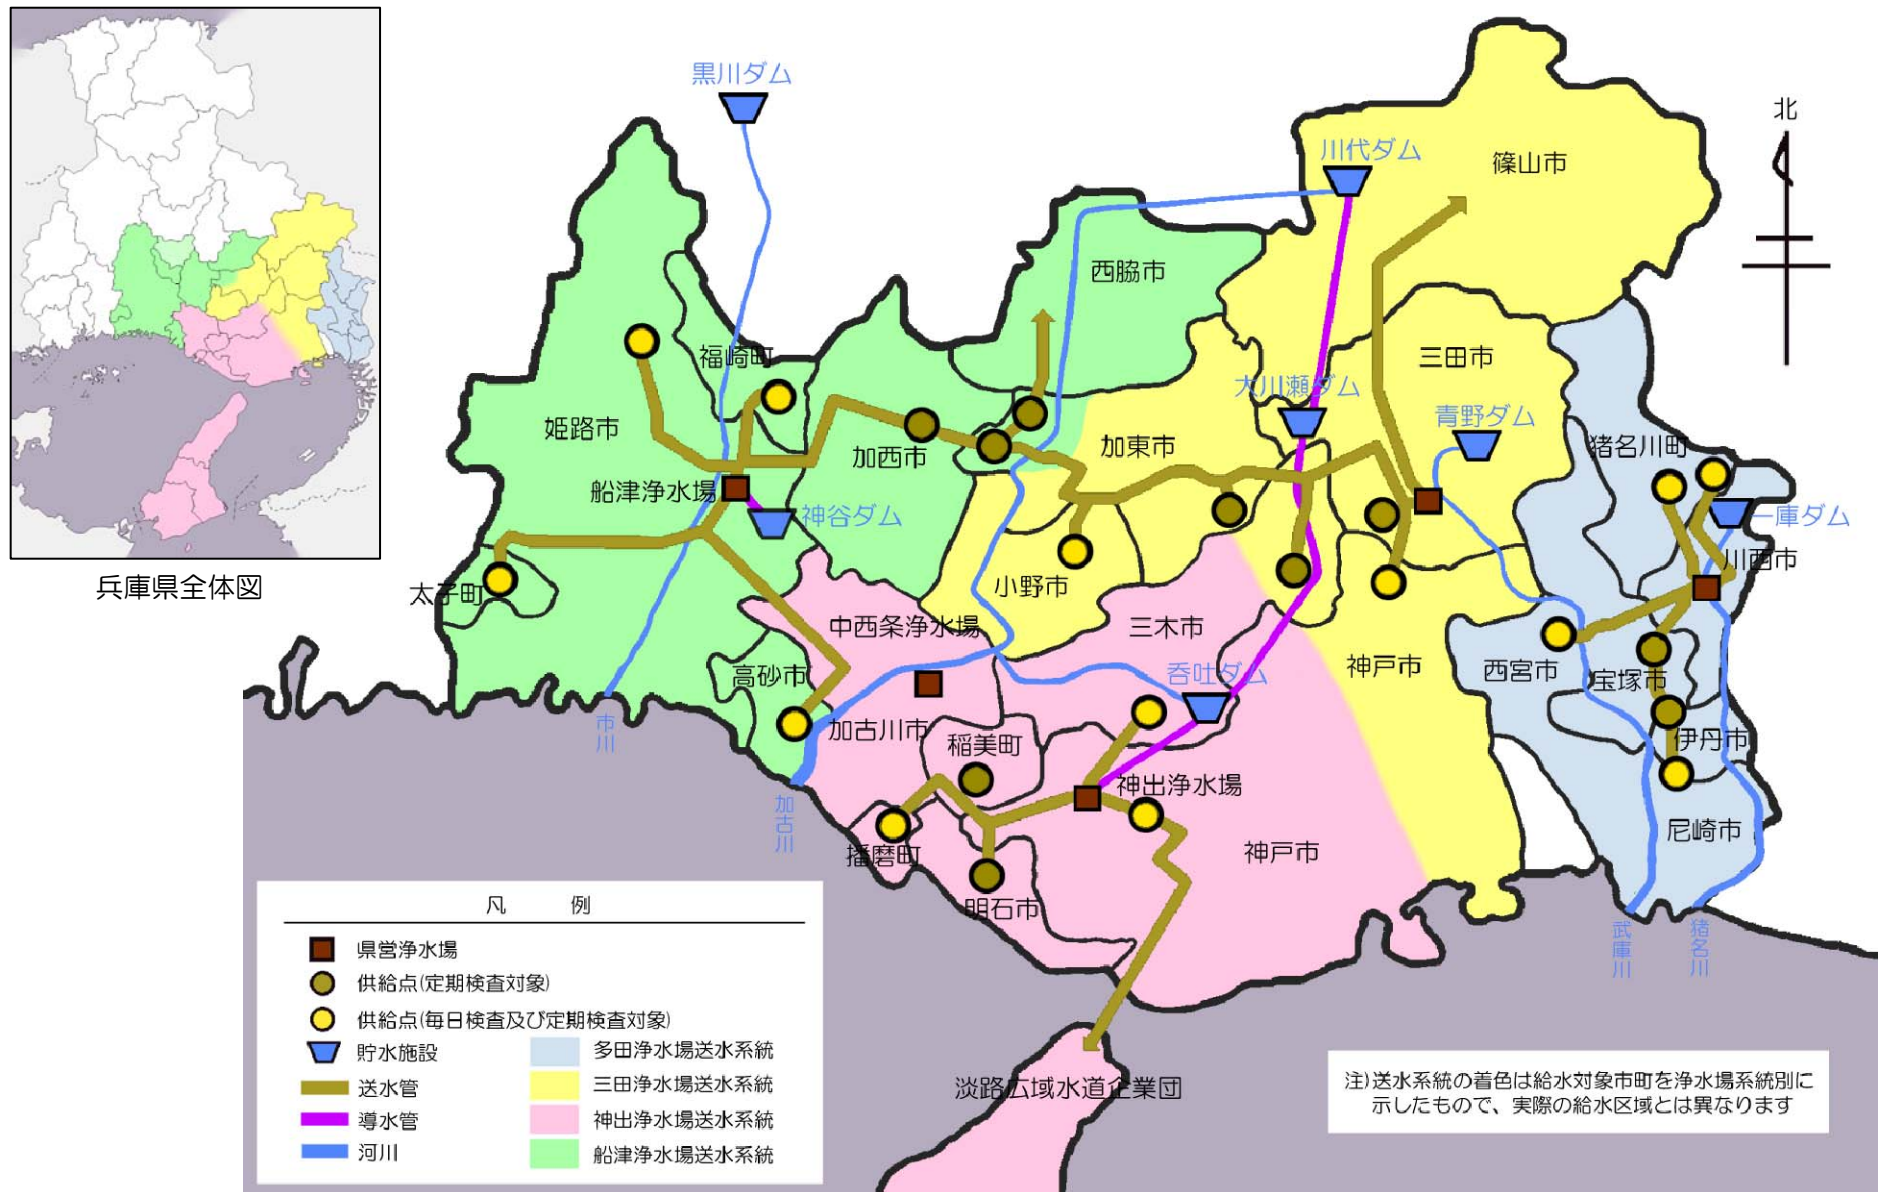 兵庫県全体図
黒川ダム
川代ダム
篠山市
北
西脇市
福崎町
三田市
大川瀬ダム
青野ダム
姫路市
加西市
加東市
猪名川町
船津浄水場
神谷ダム
一庫ダム
川西市
太子町
小野市
中西条浄水場
三木市
高砂市
呑吐ダム
神戸市
西宮市
宝塚市
市川
加古川市
稲美町
伊丹市
神出浄水場
加古川
播磨町
神戸市
尼崎市
明石市
武庫川
猪名川
淡路広域水道企業団
凡 例
県営浄水場
供給点(定期検査対象)
供給点(毎日検査及び定期検査対象)
貯水施設
送水管
導水管
河川
多田浄水場送水系統
三田浄水場送水系統
神出浄水場送水系統
船津浄水場送水系統
注)送水系統の着色は給水対象市町を浄水場系統別に
示したもので、実際の給水区域とは異なります